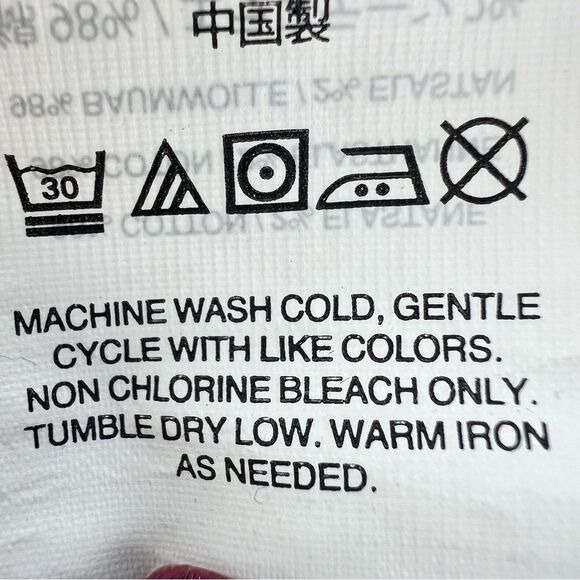 中国製
30
MACHINE WASH COLD, GENTLE
CYCLE WITH LIKE COLORS.
NON CHLORINE BLEACH ONLY.
TUMBLE DRY LOW. WARM IRON
AS NEEDED.